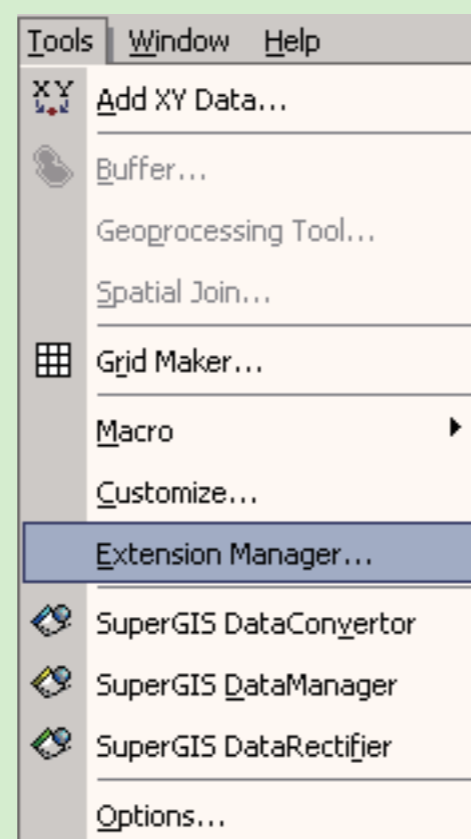 Tools Window Help
XY Add XY Data...
Buffer...
Geoprocessing Tool...
Spatial Join...
Grid Maker...
Macro
Customize...
Extension Manager...
SuperGIS DataConvertor
SuperGIS DataManager
SuperGIS DataRectifier
Options...